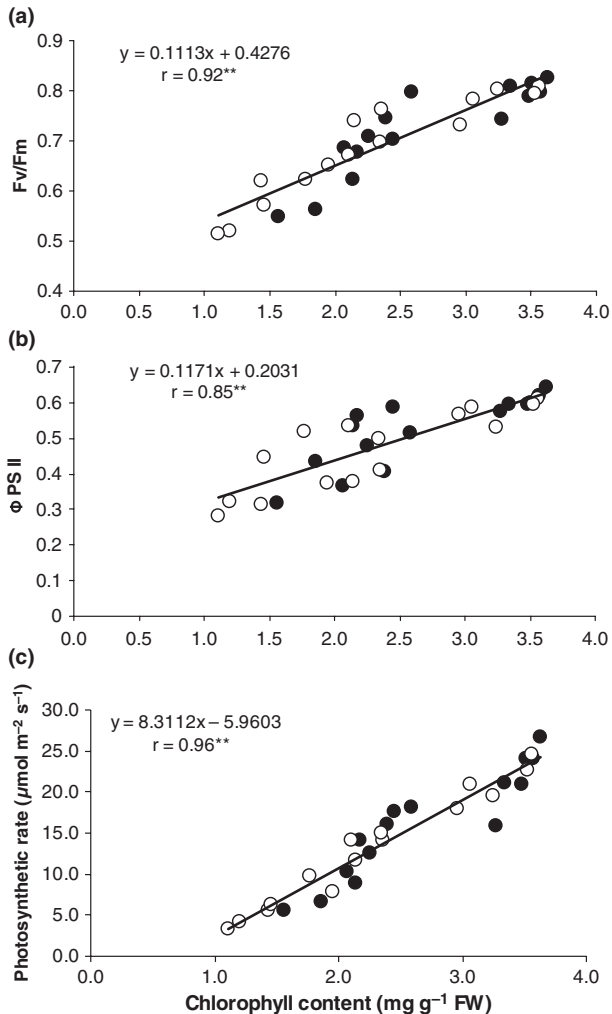 (a)
y = 0.1113x + 0.4276
r = 0.92**
Fv/Fm
0.9
0.8
0.7
0.6
0.5
0.4
0.0 0.5 1.0 1.5 2.0 2.5 3.0 3.5 4.0
(b)
y = 0.1171x + 0.2031
r = 0.85**
Φ PS II
0.7
0.6
0.5
0.4
0.3
0.2
0.1
0
0.0 0.5 1.0 1.5 2.0 2.5 3.0 3.5 4.0
(c)
y = 8.3112x – 5.9603
r = 0.96**
Photosynthetic rate (μmol m⁻² s⁻¹)
30.0
25.0
20.0
15.0
10.0
5.0
0.0
0.0 1.0 2.0 3.0 4.0
Chlorophyll content (mg g⁻¹ FW)